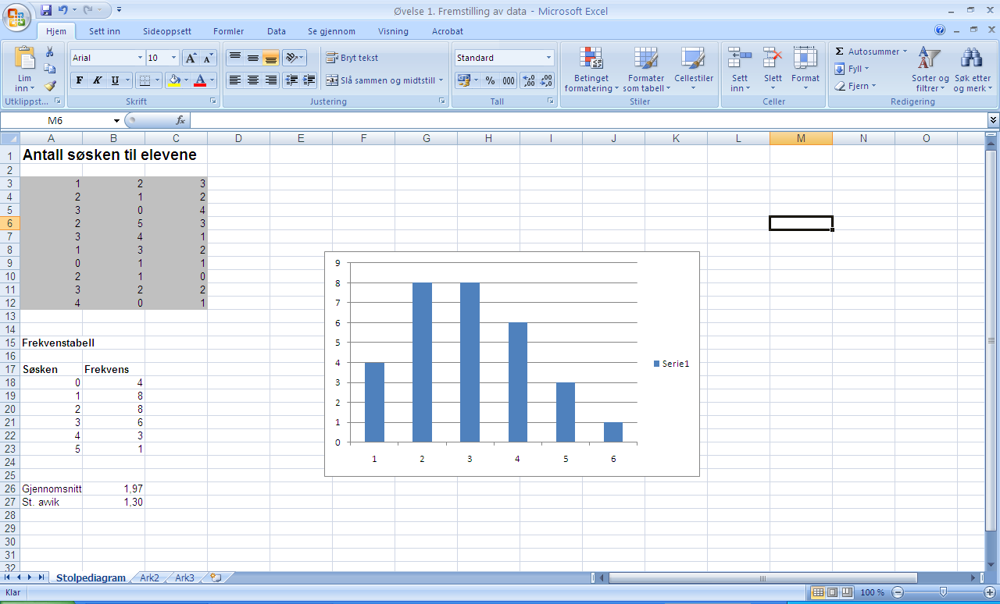 Øvelse 1. Fremstilling av data - Microsoft Excel
Hjem Sett inn Sideoppsett Formler Data Se gjennom Visning Acrobat
Lim inn
Utklippst...
Arial 10
F K U
Skrift
Bryt tekst
Slå sammen og midtstill
Justering
Standard
% 000
Tall
Betinget formatering
Formater som tabell
Cellestiler
Stiler
Sett inn
Slett
Format
Celler
Σ Autosummer
Fyll
Fjern
Sorter og filtrer
Søk etter og merk
Redigering
M6 fx
A B C D E F G H I J K L M N O
1 Antall søsken til elevene
2
3 1 2 3
4 2 1 2
5 3 0 4
6 2 5 3
7 3 4 1
8 1 3 2
9 0 1 1
10 2 1 0
11 3 2 2
12 4 0 1
13
14
15 Frekvenstabell
16
17 Søsken Frekvens
18 0 4
19 1 8
20 2 8
21 3 6
22 4 3
23 5 1
24
25
26 Gjennomsnitt 1,97
27 St. avvik 1,30
28
29
30
31
32
9
8
7
6
5
4
3
2
1
0
1 2 3 4 5 6
Serie1
Stolpediagram Ark2 Ark3
Klar 100 %